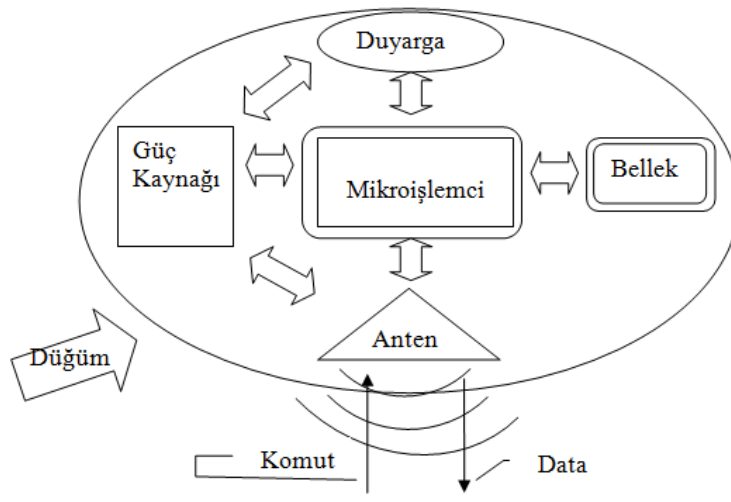 Duyarga
Güç
Kaynağı
Mikroişlemci
Bellek
Anten
Düğüm
Komut
Data